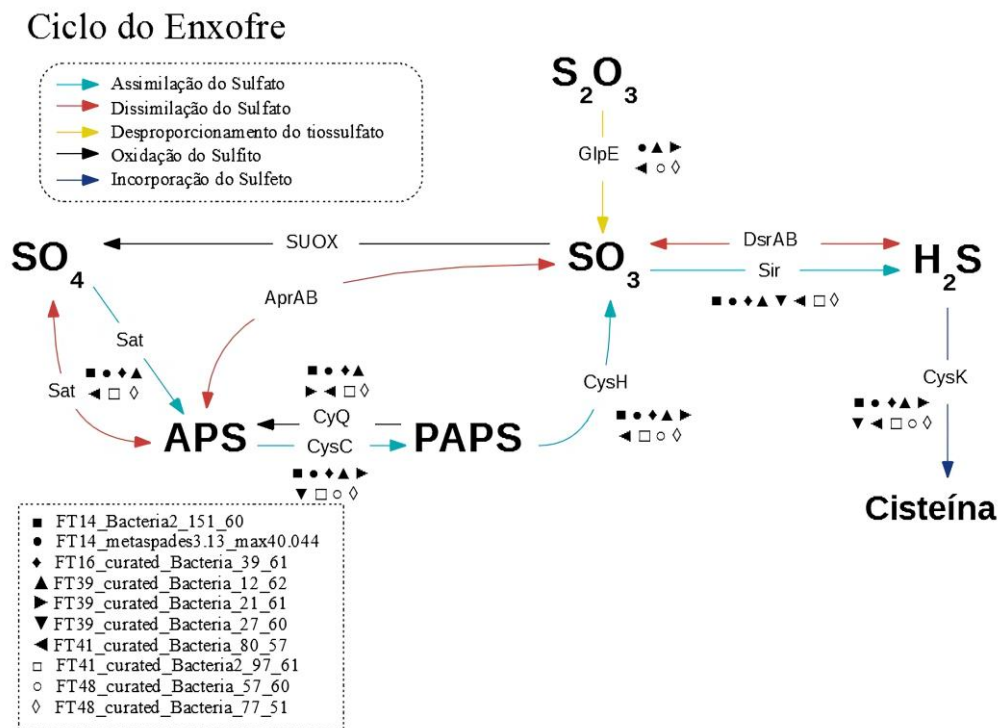 Ciclo do Enxofre
Assimilação do Sulfato
Dissimilação do Sulfato
Desproporcionamento do tiossulfato
Oxidação do Sulfito
Incorporação do Sulfeto
S2O3
GlpE
SO4
SUOX
SO3
DsrAB
Sir
H2S
AprAB
Sat
Sat
CysH
CysK
APS
CyQ
CysC
PAPS
Cisteína
FT14_Bacteria2_151_60
FT14_metaspades3.13_max40.044
FT16_curated_Bacteria_39_61
FT39_curated_Bacteria_12_62
FT39_curated_Bacteria_21_61
FT39_curated_Bacteria_27_60
FT41_curated_Bacteria_80_57
FT41_curated_Bacteria2_97_61
FT48_curated_Bacteria_57_60
FT48_curated_Bacteria_77_51